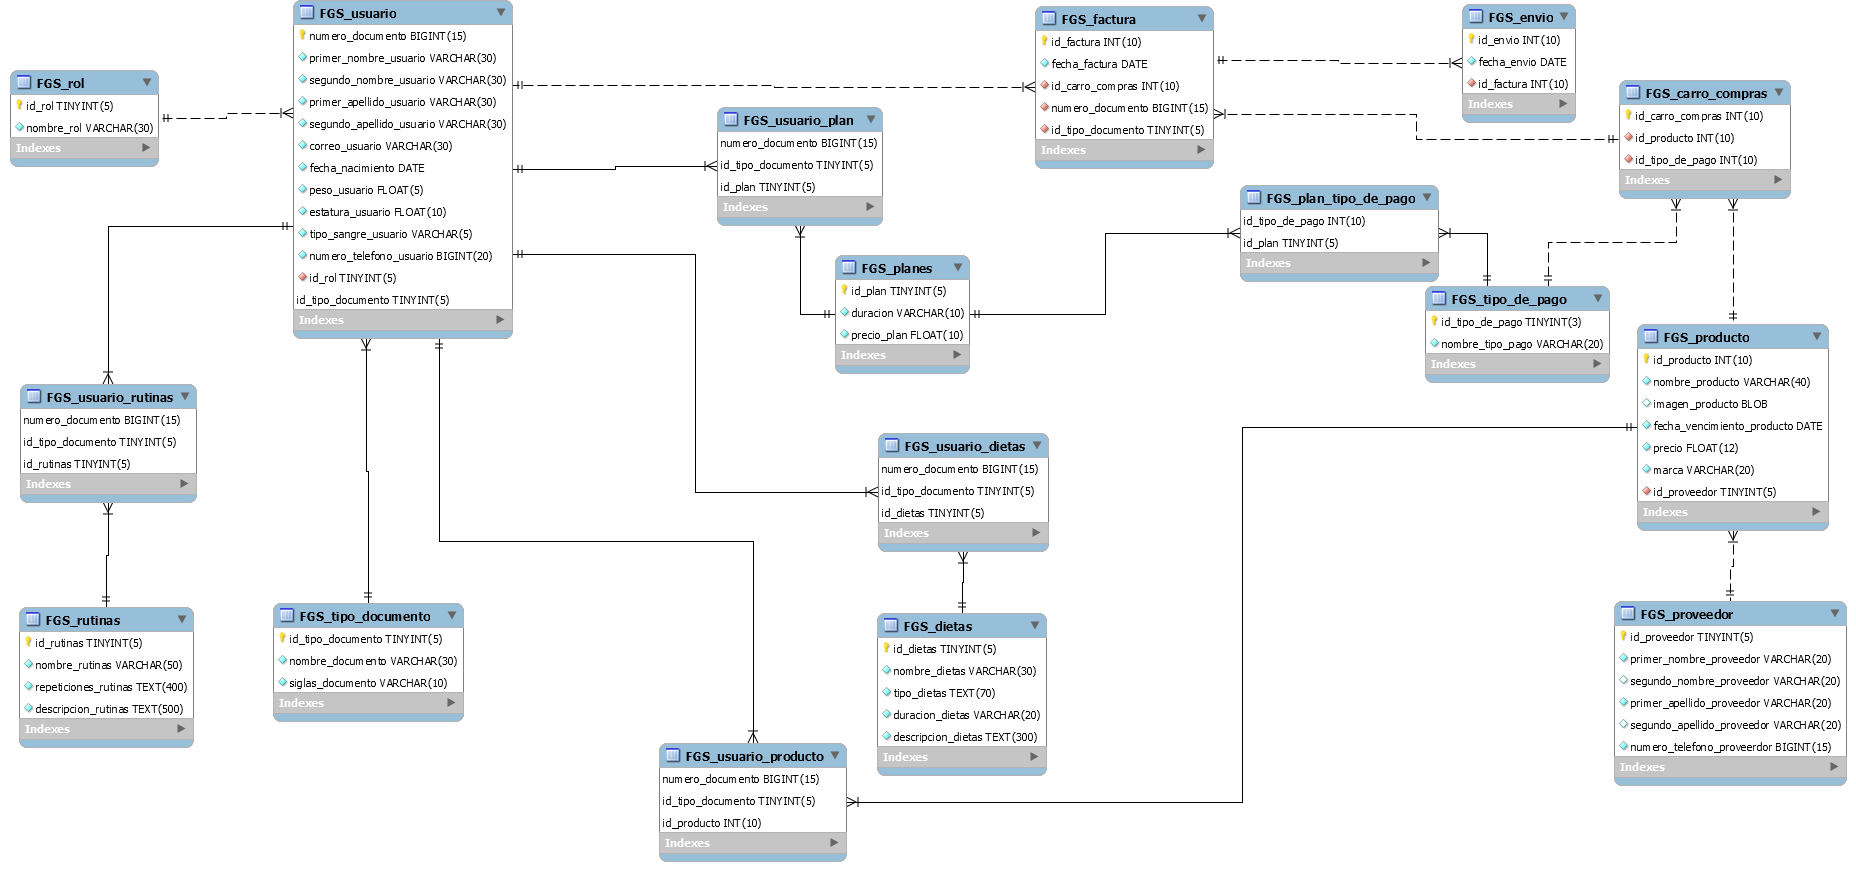 FGS_usuario
numero_documento BIGINT(15)
primer_nombre_usuario VARCHAR(30)
segundo_nombre_usuario VARCHAR(30)
primer_apellido_usuario VARCHAR(30)
segundo_apellido_usuario VARCHAR(30)
correo_usuario VARCHAR(30)
fecha_nacimiento DATE
peso_usuario FLOAT(5)
estatura_usuario FLOAT(10)
tipo_sangre_usuario VARCHAR(5)
numero_telefono_usuario BIGINT(20)
id_rol TINYINT(5)
id_tipo_documento TINYINT(5)
Indexes
FGS_rol
id_rol TINYINT(5)
nombre_rol VARCHAR(30)
Indexes
FGS_usuario_plan
numero_documento BIGINT(15)
id_tipo_documento TINYINT(5)
id_plan TINYINT(5)
Indexes
FGS_factura
id_factura INT(10)
fecha_factura DATE
id_carro_compras INT(10)
numero_documento BIGINT(15)
id_tipo_documento TINYINT(5)
Indexes
FGS_envio
id_envio INT(10)
fecha_envio DATE
id_factura INT(10)
Indexes
FGS_carro_compras
id_carro_compras INT(10)
id_producto INT(10)
id_tipo_de_pago INT(10)
Indexes
FGS_plan_tipo_de_pago
id_tipo_de_pago INT(10)
id_plan TINYINT(5)
Indexes
FGS_planes
id_plan TINYINT(5)
duracion VARCHAR(10)
precio_plan FLOAT(10)
Indexes
FGS_tipo_de_pago
id_tipo_de_pago TINYINT(3)
nombre_tipo_pago VARCHAR(20)
Indexes
FGS_producto
id_producto INT(10)
nombre_producto VARCHAR(40)
imagen_producto BLOB
fecha_vencimiento_producto DATE
precio FLOAT(12)
marca VARCHAR(20)
id_proveedor TINYINT(5)
Indexes
FGS_usuario_rutinas
numero_documento BIGINT(15)
id_tipo_documento TINYINT(5)
id_rutinas TINYINT(5)
Indexes
FGS_usuario_dietas
numero_documento BIGINT(15)
id_tipo_documento TINYINT(5)
id_dietas TINYINT(5)
Indexes
FGS_rutinas
id_rutinas TINYINT(5)
nombre_rutinas VARCHAR(50)
repeticiones_rutinas TEXT(400)
descripcion_rutinas TEXT(500)
Indexes
FGS_tipo_documento
id_tipo_documento TINYINT(5)
nombre_documento VARCHAR(30)
siglas_documento VARCHAR(10)
Indexes
FGS_dietas
id_dietas TINYINT(5)
nombre_dietas VARCHAR(30)
tipo_dietas TEXT(70)
duracion_dietas VARCHAR(20)
descripcion_dietas TEXT(300)
Indexes
FGS_proveedor
id_proveedor TINYINT(5)
primer_nombre_proveedor VARCHAR(20)
segundo_nombre_proveedor VARCHAR(20)
primer_apellido_proveedor VARCHAR(20)
segundo_apellido_proveedor VARCHAR(20)
numero_telefono_proveerdor BIGINT(15)
Indexes
FGS_usuario_producto
numero_documento BIGINT(15)
id_tipo_documento TINYINT(5)
id_producto INT(10)
Indexes